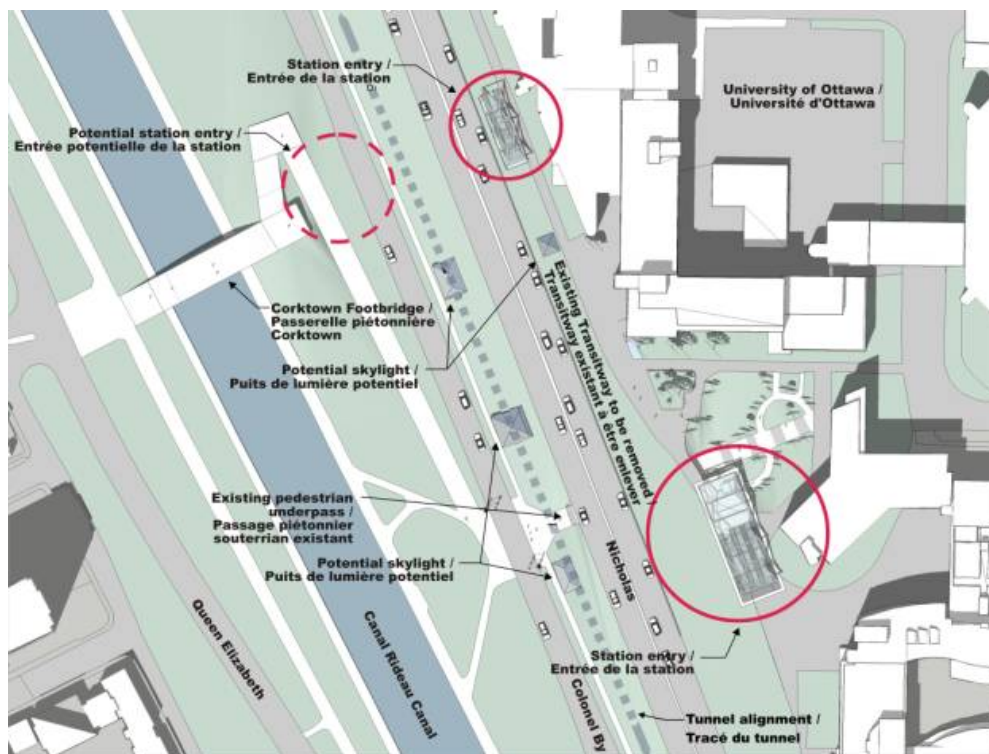 Station entry /
Entrée de la station
University of Ottawa /
Université d'Ottawa
Potential station entry /
Entrée potentielle de la station
Existing Transitway to be removed /
Transitway existant à être enlever
Corktown Footbridge /
Passerelle piétonnière
Corktown
Potential skylight /
Puits de lumière potentiel
Existing pedestrian
underpass /
Passage piétonnier
souterrian existant
Potential skylight /
Puits de lumière potentiel
Nicholas
Queen Elizabeth
Canal Rideau Canal
Colonel By
Station entry /
Entrée de la station
Tunnel alignment /
Tracé du tunnel